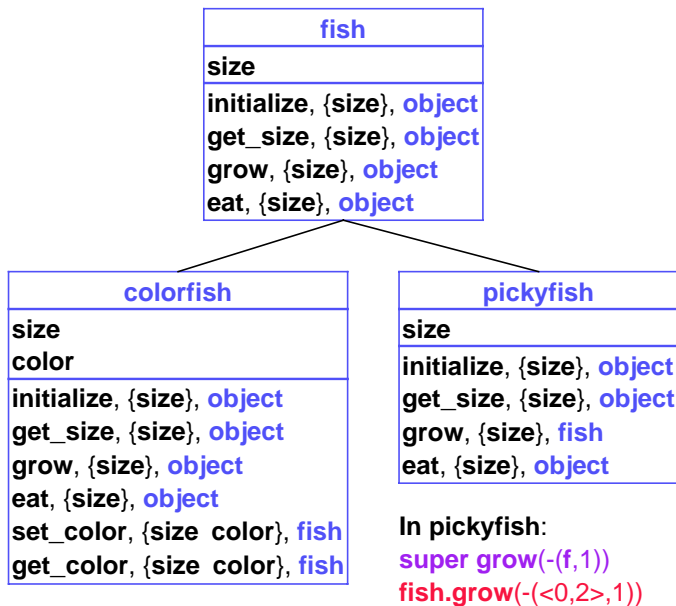 fish
size
initialize, {size}, object
get_size, {size}, object
grow, {size}, object
eat, {size}, object
colorfish
size
color
initialize, {size}, object
get_size, {size}, object
grow, {size}, object
eat, {size}, object
set_color, {size color}, fish
get_color, {size color}, fish
pickyfish
size
initialize, {size}, object
get_size, {size}, object
grow, {size}, fish
eat, {size}, object
In pickyfish:
super grow(-(f,1))
fish.grow(-(<0,2>,1))